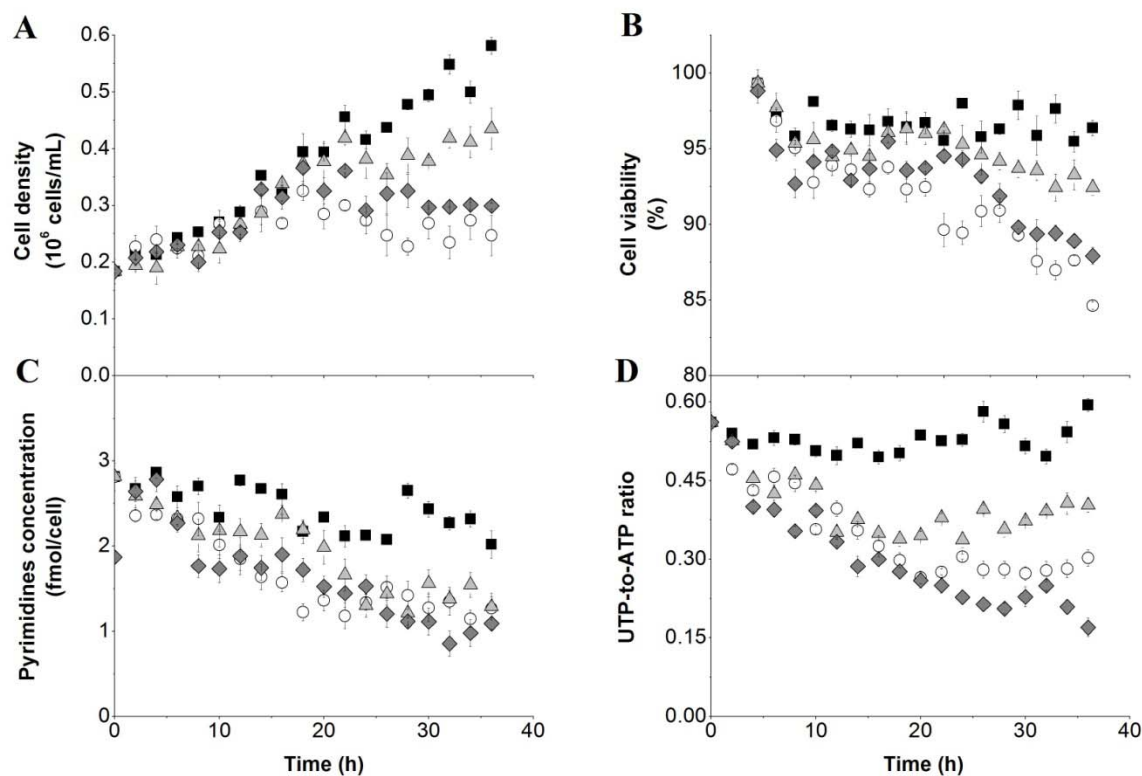 A
0.6
0.5
0.4
0.3
0.2
0.1
0.0
Cell density
(10⁶ cells/mL)
B
100
95
90
85
80
Cell viability
(%)
C
3
2
1
0
Pyrimidines concentration
(fmol/cell)
0 10 20 30 40
Time (h)
D
0.60
0.45
0.30
0.15
0.00
UTP-to-ATP ratio
0 10 20 30 40
Time (h)